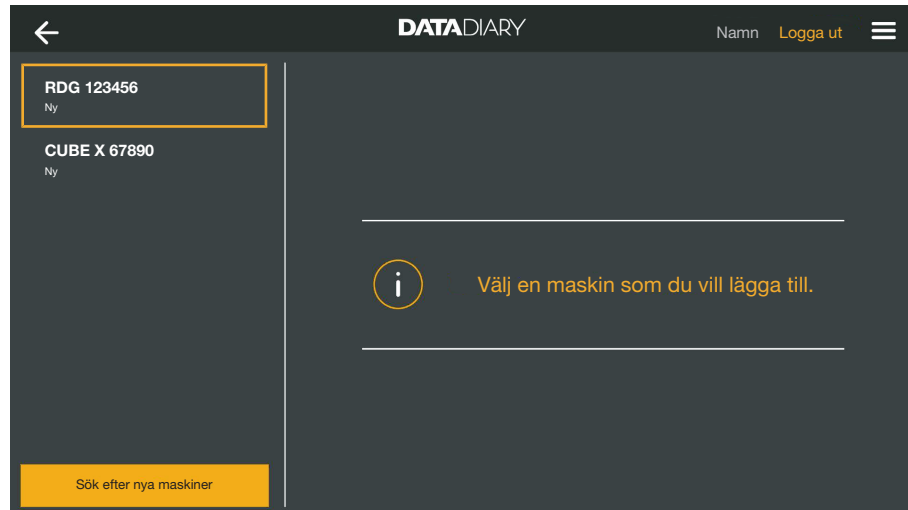 DATADIARY
Namn Logga ut
RDG 123456
Ny
CUBE X 67890
Ny
i
Välj en maskin som du vill lägga till.
Sök efter nya maskiner